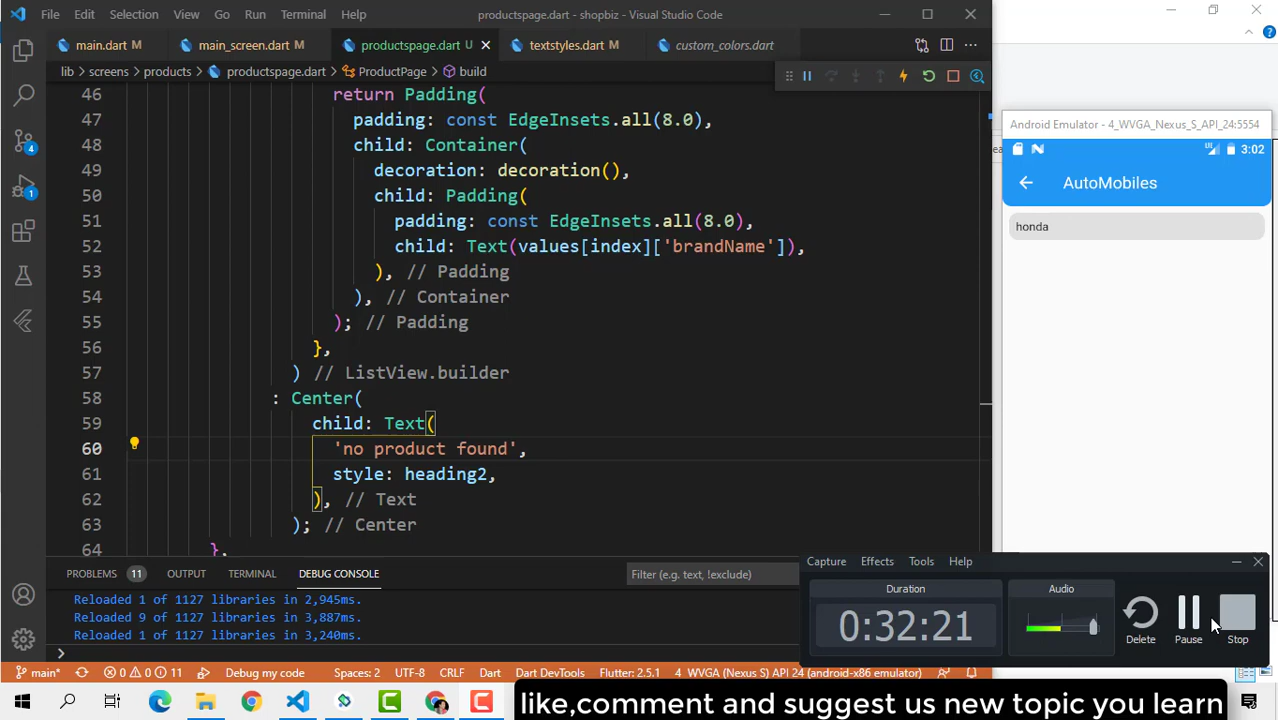 File Edit Selection View Go Run Terminal Help productspage.dart - shopbiz - Visual Studio Code
main.dart M main_screen.dart M productspage.dart U textstyles.dart M custom_colors.dart
lib > screens > products > productspage.dart > ProductPage > build
46 return Padding(
47 padding: const EdgeInsets.all(8.0),
48 child: Container(
49 decoration: decoration(),
50 child: Padding(
51 padding: const EdgeInsets.all(8.0),
52 child: Text(values[index]['brandName']),
53 ), // Padding
54 ), // Container
55 ); // Padding
56 },
57 ) // ListView.builder
58 : Center(
59 child: Text(
60 'no product found',
61 style: heading2,
62 ), // Text
63 ); // Center
64 },
PROBLEMS 11 OUTPUT TERMINAL DEBUG CONSOLE Filter (e.g. text, !exclude)
Reloaded 1 of 1127 libraries in 2,945ms.
Reloaded 9 of 1127 libraries in 3,887ms.
Reloaded 1 of 1127 libraries in 3,240ms.
main* 0 0 11 Debug my code Spaces: 2 UTF-8 CRLF Dart Dart DevTools Flutter: 2.5.1 4_WVGA (Nexus S) API_24 (android-x86 emulator)
4
1
Android Emulator - 4_WVGA_Nexus_S_API_24:5554
3:02
AutoMobiles
honda
Capture Effects Tools Help
Duration Audio
0:32:21
Delete Pause Stop
like,comment and suggest us new topic you learn